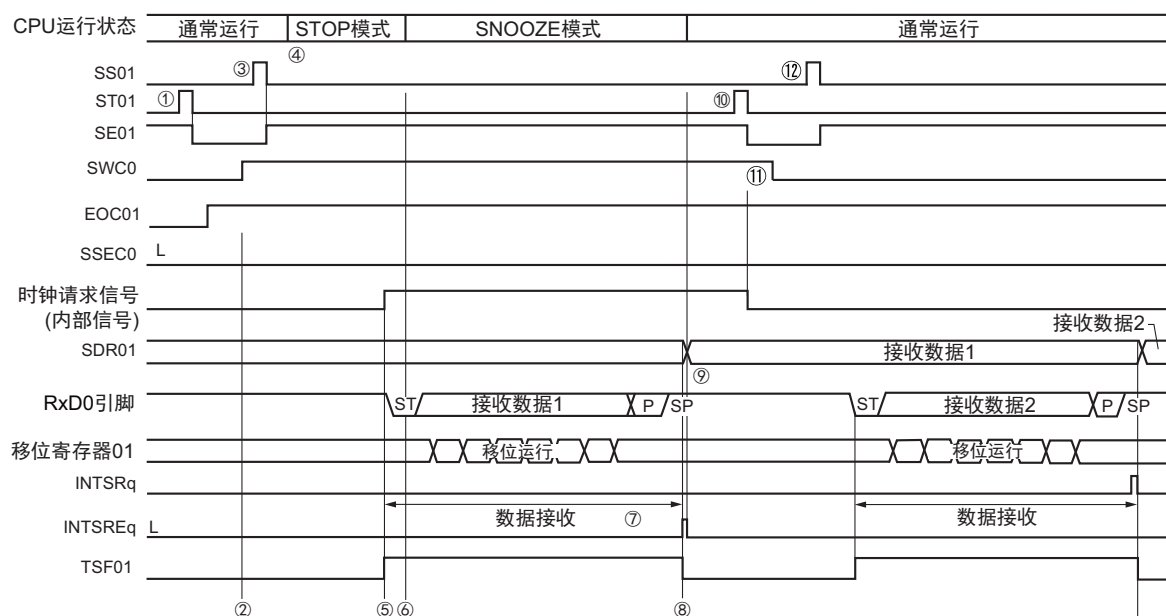 CPU运行状态 通常运行 STOP模式 SNOOZE模式 通常运行
④
SS01 ③ ⑫
ST01 ① ⑩
SE01
SWC0 ⑪
EOC01
SSEC0 L
时钟请求信号
(内部信号)
接收数据2
SDR01 接收数据1
⑨
RxD0引脚 ST 接收数据1 P SP ST 接收数据2 P SP
移位寄存器01 移位运行 移位运行
INTSRq
数据接收 ⑦ 数据接收
INTSREq L
TSF01
② ⑤ ⑥ ⑧